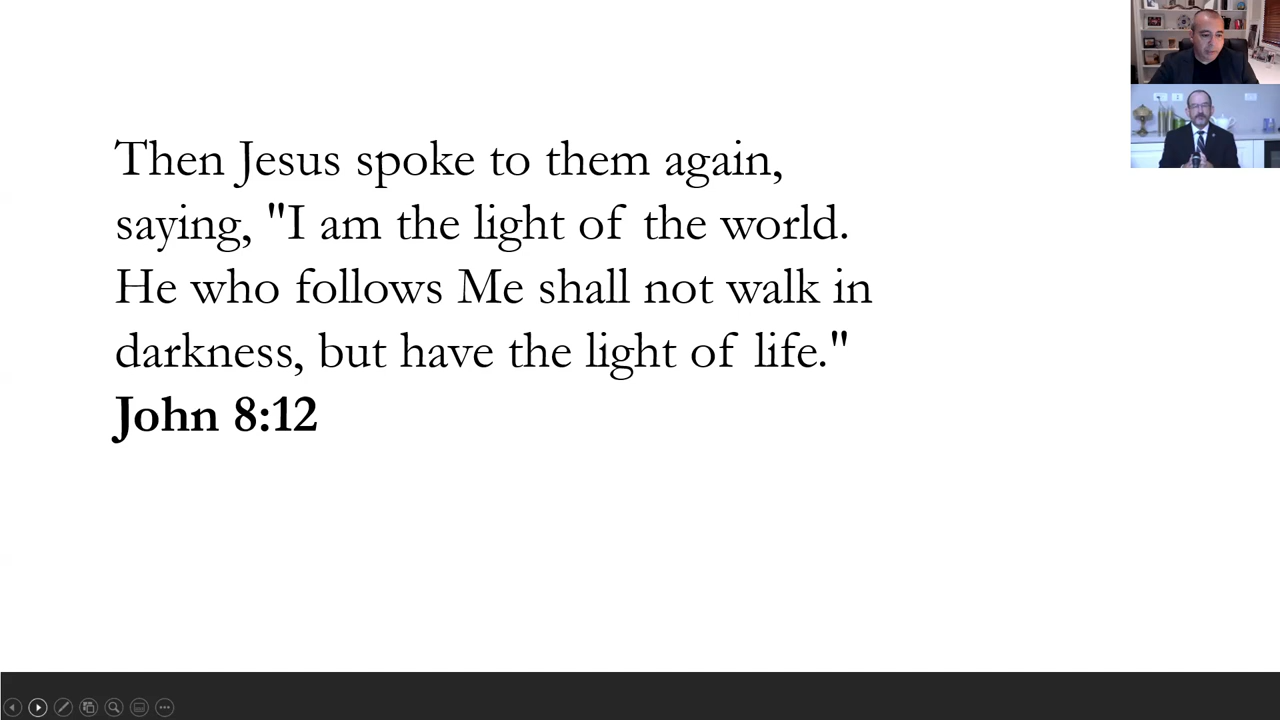 Then Jesus spoke to them again,
saying, "I am the light of the world.
He who follows Me shall not walk in
darkness, but have the light of life."
John 8:12